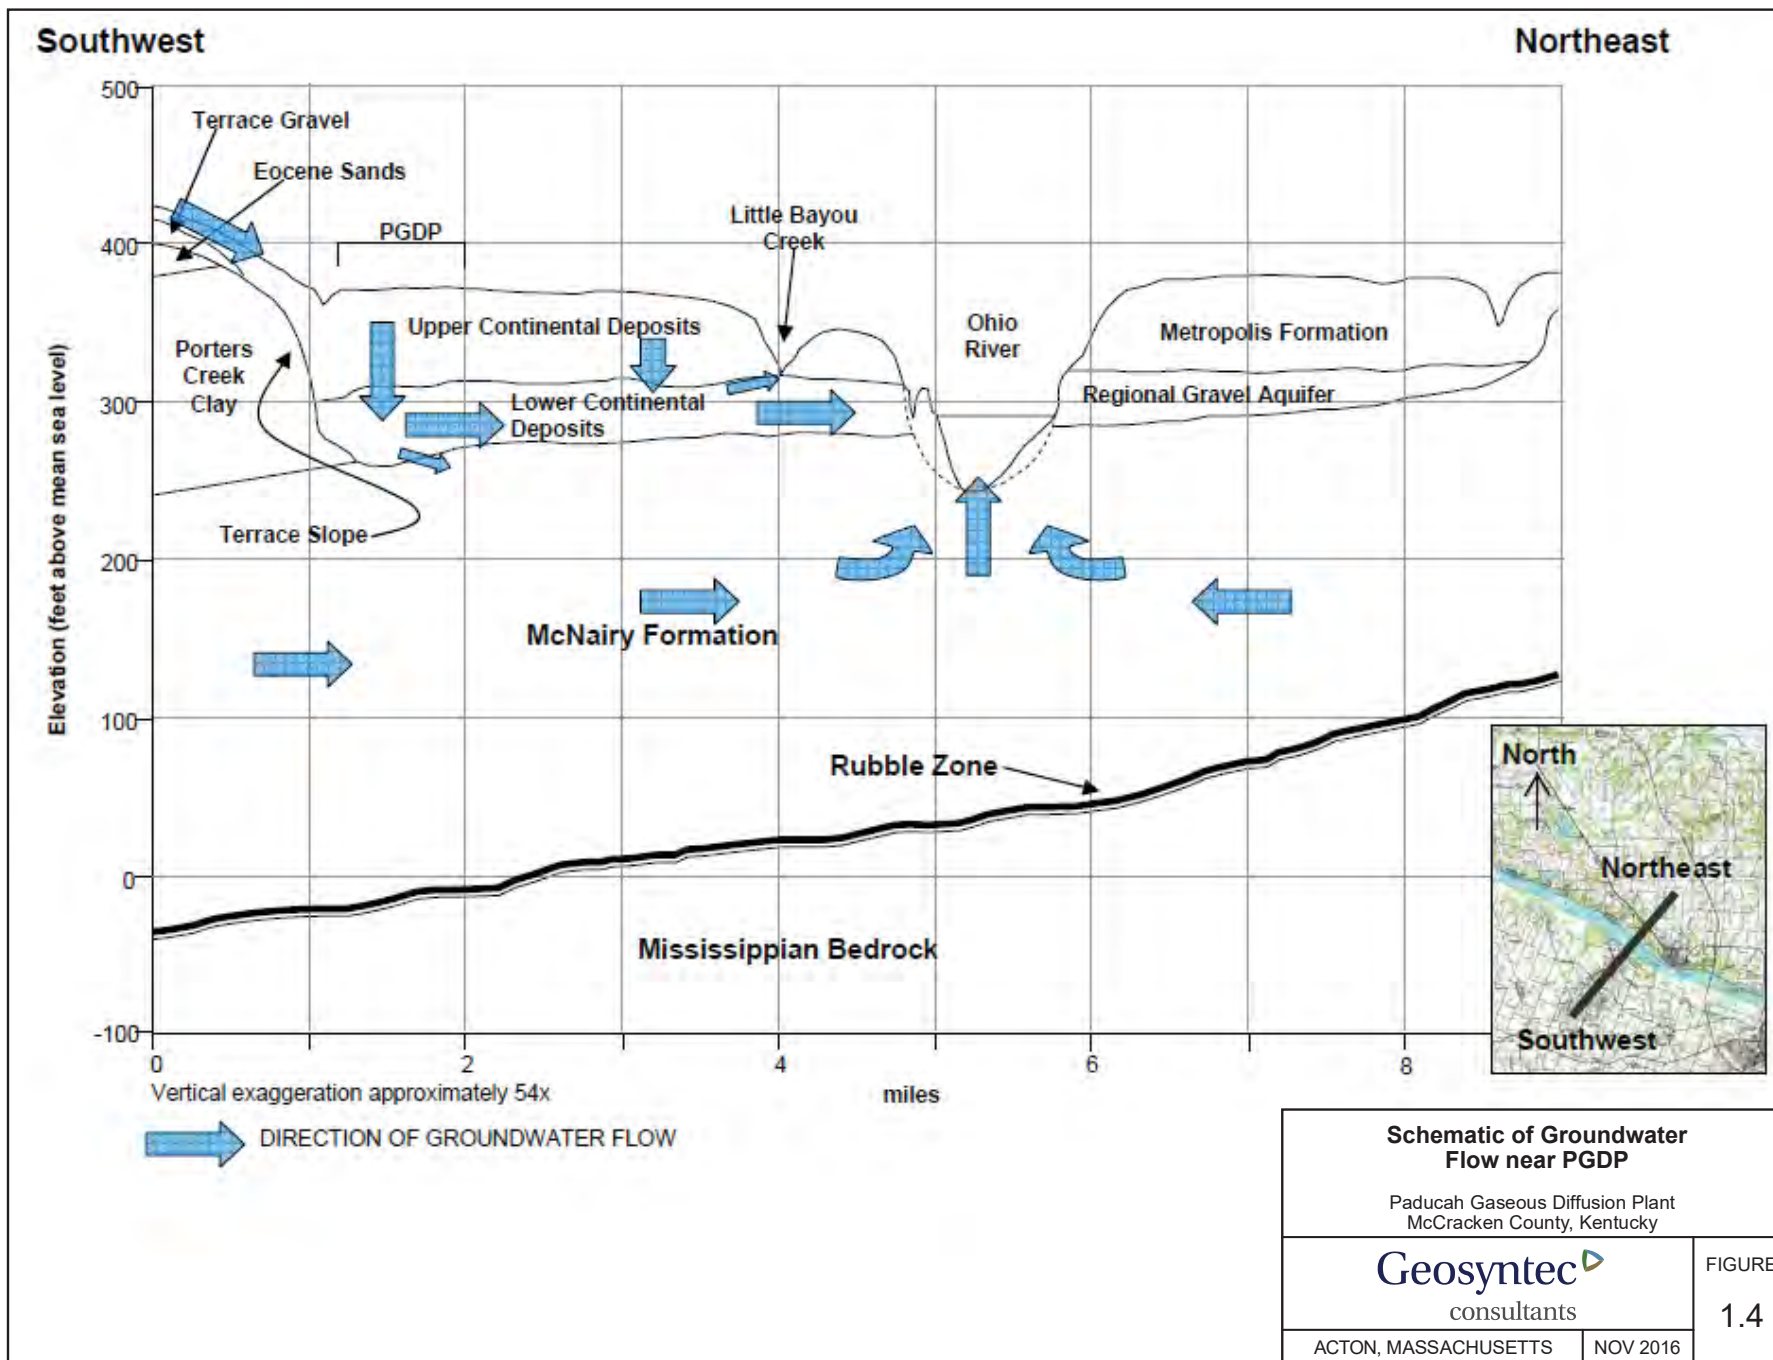 Southwest
Northeast
500
400
300
200
100
0
-100
Elevation (feet above mean sea level)
Terrace Gravel
Eocene Sands
PGDP
Little Bayou
Creek
Upper Continental Deposits
Ohio
River
Metropolis Formation
Porters
Creek
Clay
Lower Continental
Deposits
Regional Gravel Aquifer
Terrace Slope
McNairy Formation
Rubble Zone
Mississippian Bedrock
North
Northeast
Southwest
0
2
4
6
8
miles
Vertical exaggeration approximately 54x
DIRECTION OF GROUNDWATER FLOW
Schematic of Groundwater
Flow near PGDP
Paducah Gaseous Diffusion Plant
McCracken County, Kentucky
Geosyntec
consultants
FIGURE
1.4
ACTON, MASSACHUSETTS
NOV 2016